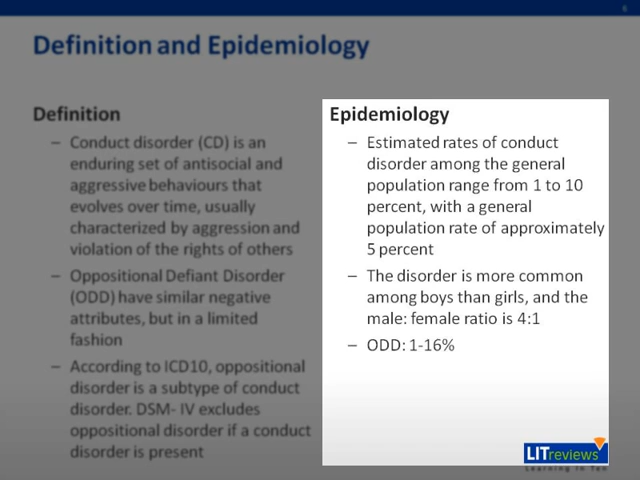 6
Definition and Epidemiology
Definition
– Conduct disorder (CD) is an
enduring set of antisocial and
aggressive behaviours that
evolves over time, usually
characterized by aggression and
violation of the rights of others
– Oppositional Defiant Disorder
(ODD) have similar negative
attributes, but in a limited
fashion
– According to ICD10, oppositional
disorder is a subtype of conduct
disorder. DSM- IV excludes
oppositional disorder if a conduct
disorder is present
Epidemiology
– Estimated rates of conduct
disorder among the general
population range from 1 to 10
percent, with a general
population rate of approximately
5 percent
– The disorder is more common
among boys than girls, and the
male: female ratio is 4:1
– ODD: 1-16%
LITreviews
Learning in Ten